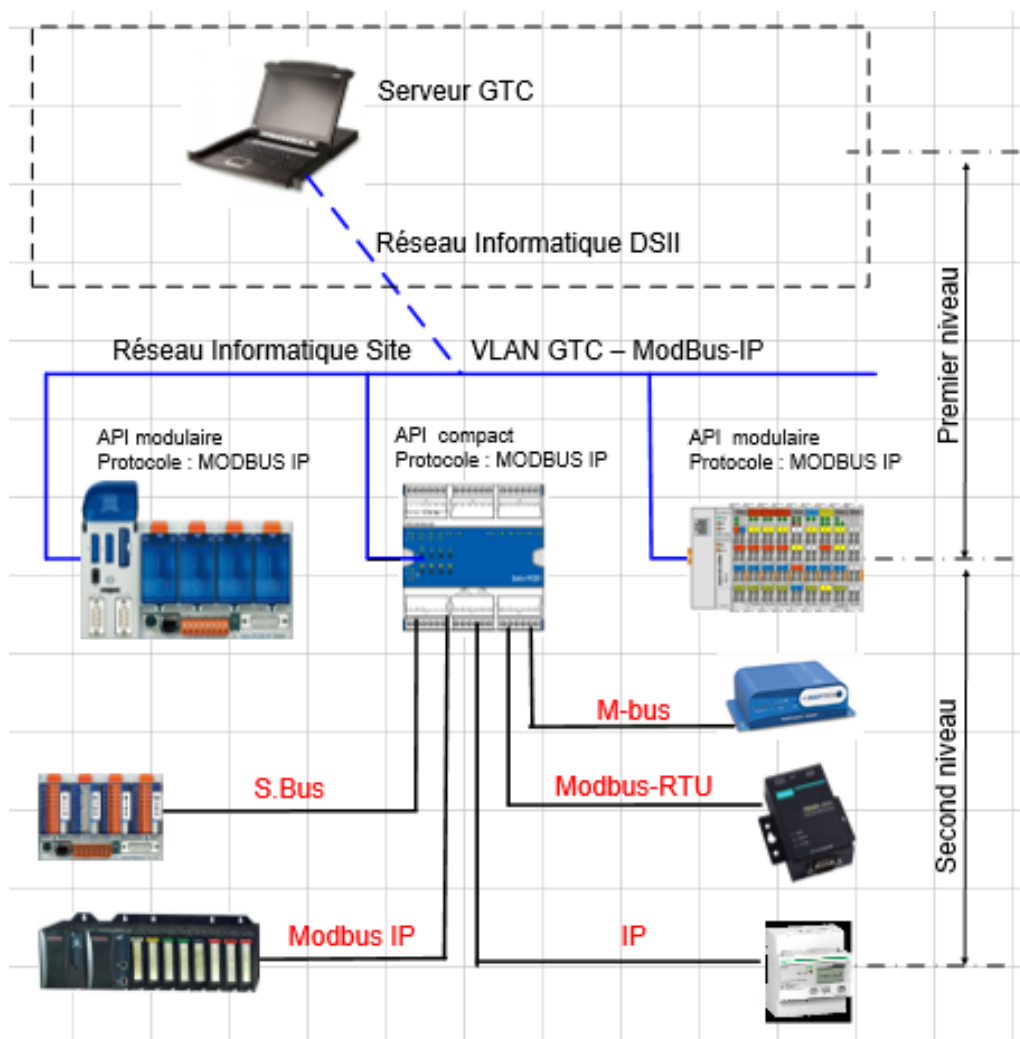 Serveur GTC
Réseau Informatique DSII
Premier niveau
Réseau Informatique Site
VLAN GTC – ModBus-IP
API modulaire
Protocole : MODBUS IP
API compact
Protocole : MODBUS IP
API modulaire
Protocole : MODBUS IP
Second niveau
M-bus
S.Bus
Modbus-RTU
Modbus IP
IP